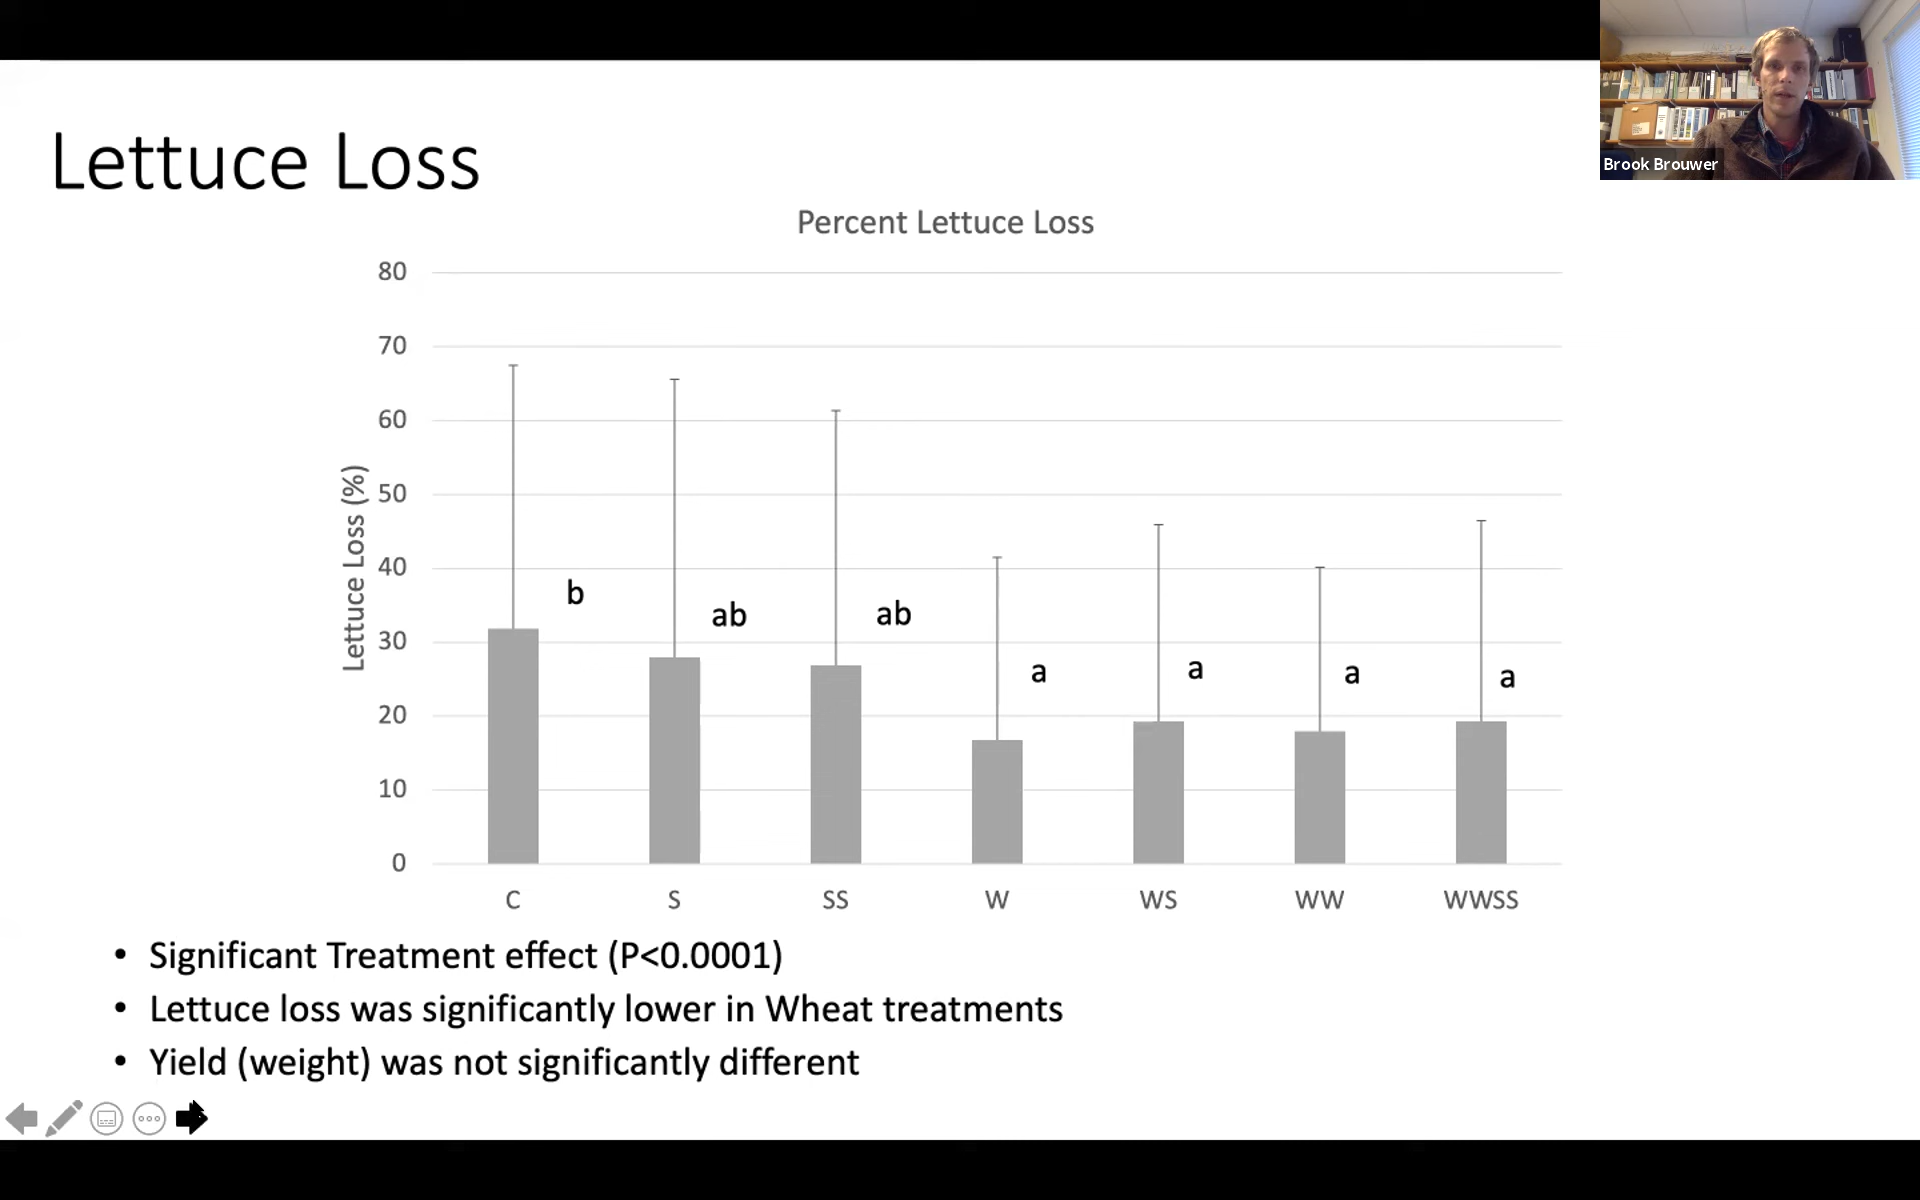 Brook Brouwer
Lettuce Loss
Percent Lettuce Loss
Lettuce Loss (%)
80
70
60
50
40
30
20
10
0
b
ab
ab
a
a
a
a
C S SS W WS WW WWSS
• Significant Treatment effect (P<0.0001)
• Lettuce loss was significantly lower in Wheat treatments
• Yield (weight) was not significantly different